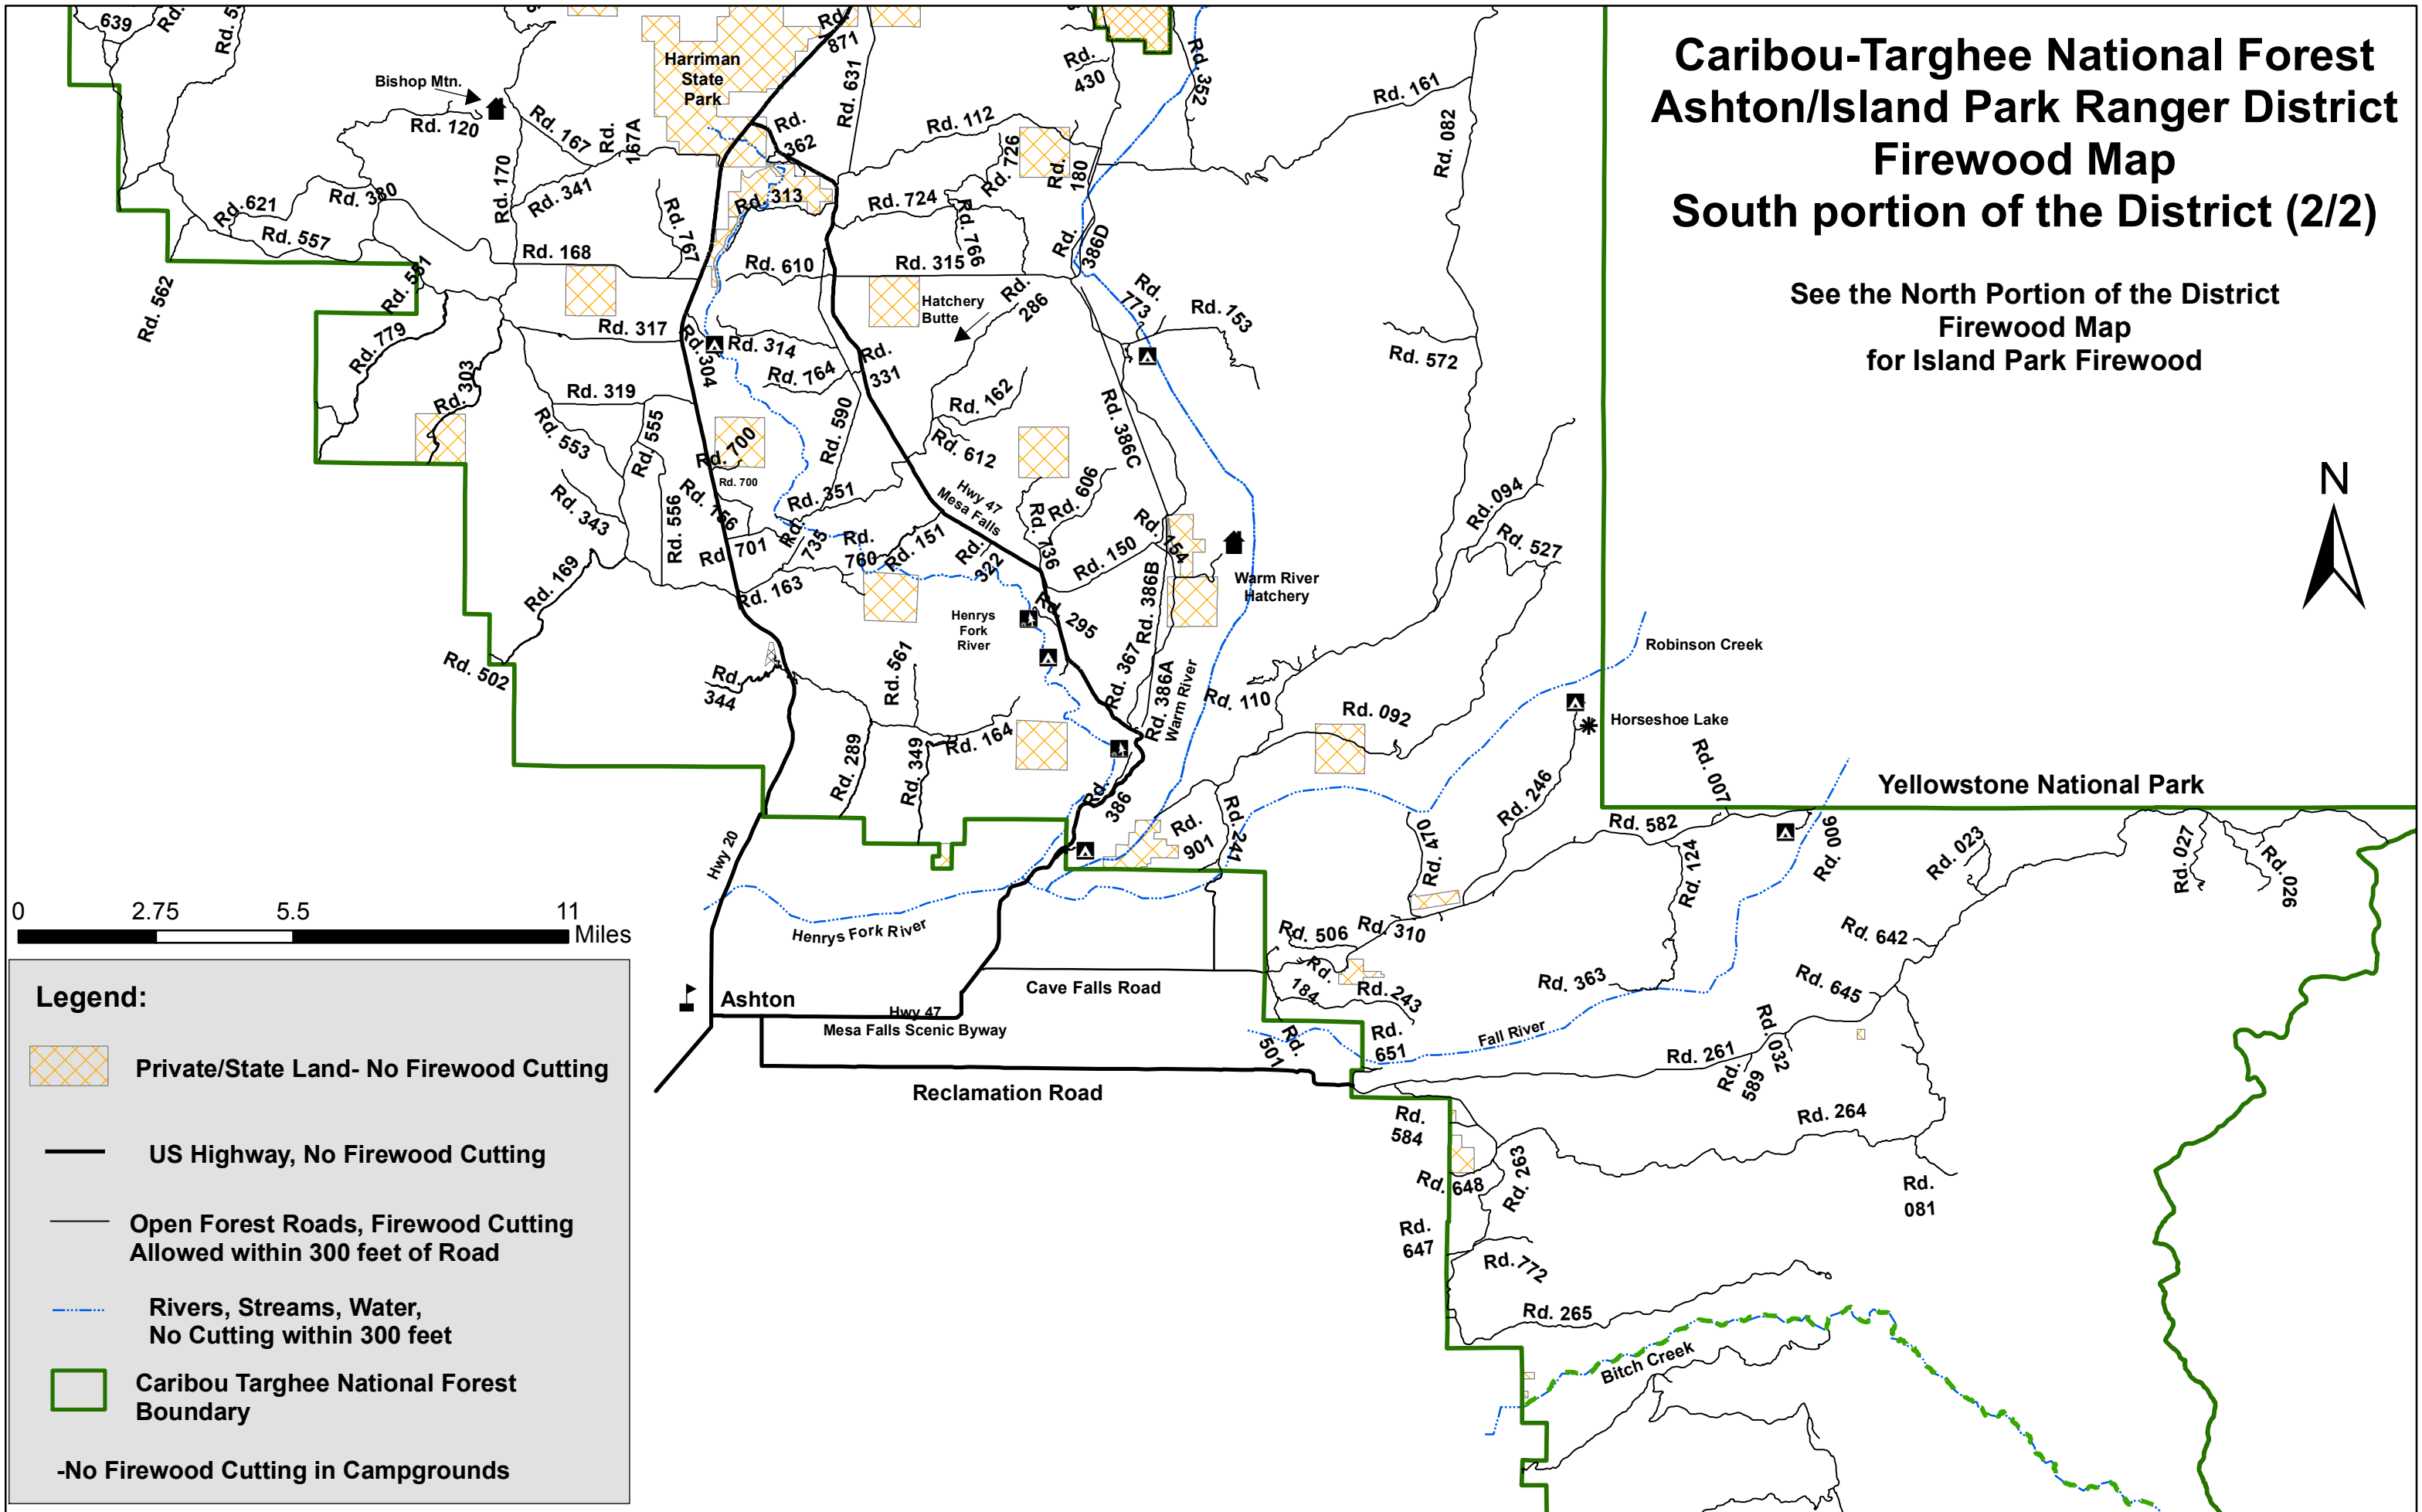 Caribou-Targhee National Forest
Ashton/Island Park Ranger District
Firewood Map
South portion of the District (2/2)
See the North Portion of the District
Firewood Map
for Island Park Firewood
N
639
Rd.
Rd. 5
Rd.
871
Harriman
State
Park
Rd. 631
Rd.
430
Rd. 352
Rd. 161
Rd. 082
Bishop Mtn.
Rd. 120
Rd. 167
Rd.
167A
Rd.
362
Rd. 112
Rd. 726
Rd.
180
Rd. 170
Rd. 341
Rd. 621
Rd. 380
Rd. 557
Rd. 767
Rd. 313
Rd. 724
Rd. 766
Rd.
386D
Rd. 168
Rd. 610
Rd. 315
Rd. 562
Rd. 551
Rd. 779
Hatchery
Butte
Rd.
286
Rd.
773
Rd. 153
Rd. 572
Rd. 317
Rd. 304
Rd. 314
Rd. 764
Rd.
331
Rd. 303
Rd. 319
Rd. 553
Rd. 555
Rd. 590
Rd. 162
Rd. 612
Rd. 386C
Rd. 700
Rd. 700
Rd. 343
Rd. 556
Rd. 156
Rd. 351
Hwy 47
Mesa Falls
Rd. 606
Rd. 736
Rd. 154
Rd. 094
Rd. 527
Rd. 701
Rd.
735
Rd.
760
Rd. 151
Rd.
322
Rd. 150
Rd. 169
Rd. 163
Rd. 295
Rd. 386B
Warm River
Hatchery
Henrys
Fork
River
Robinson Creek
Rd. 502
Rd.
344
Rd. 561
Rd. 367
Rd. 386A
Warm River
Rd. 110
Rd. 092
Horseshoe Lake
Rd. 289
Rd. 349
Rd. 164
Rd.
386
Rd. 246
Rd. 007
Yellowstone National Park
Hwy 20
Rd.
901
Rd. 241
Rd. 470
Rd. 582
Rd. 124
Rd.
900
Rd. 023
Rd. 027
Rd. 026
0 2.75 5.5 11
Miles
Henrys Fork River
Rd. 506
Rd. 310
Rd. 642
Cave Falls Road
Rd.
184
Rd. 243
Rd. 363
Rd. 645
Ashton
Hwy 47
Mesa Falls Scenic Byway
Rd.
501
Rd.
651
Fall River
Rd. 261
Rd. 032
Rd.
589
Reclamation Road
Rd.
584
Rd. 264
Rd. 648
Rd. 263
Rd.
081
Rd.
647
Rd. 772
Rd. 265
Bitch Creek
Legend:
Private/State Land- No Firewood Cutting
US Highway, No Firewood Cutting
Open Forest Roads, Firewood Cutting
Allowed within 300 feet of Road
Rivers, Streams, Water,
No Cutting within 300 feet
Caribou Targhee National Forest
Boundary
-No Firewood Cutting in Campgrounds